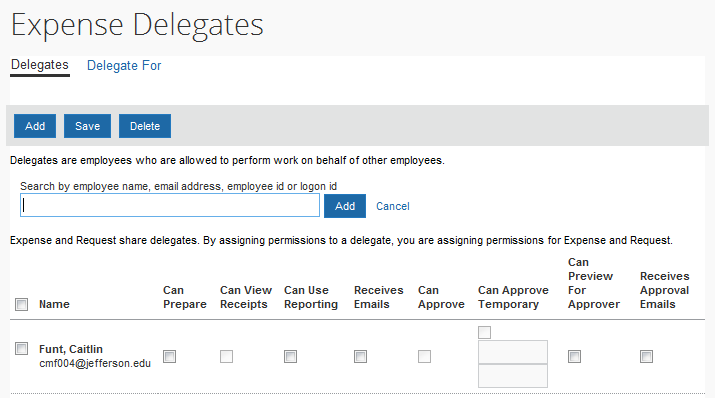 Expense Delegates
Delegates Delegate For
Add Save Delete
Delegates are employees who are allowed to perform work on behalf of other employees.
Search by employee name, email address, employee id or logon id
Add Cancel
Expense and Request share delegates. By assigning permissions to a delegate, you are assigning permissions for Expense and Request.
Name
Can Prepare
Can View Receipts
Can Use Reporting
Receives Emails
Can Approve
Can Approve Temporary
Can Preview For Approver
Receives Approval Emails
Funt, Caitlin
cmf004@jefferson.edu